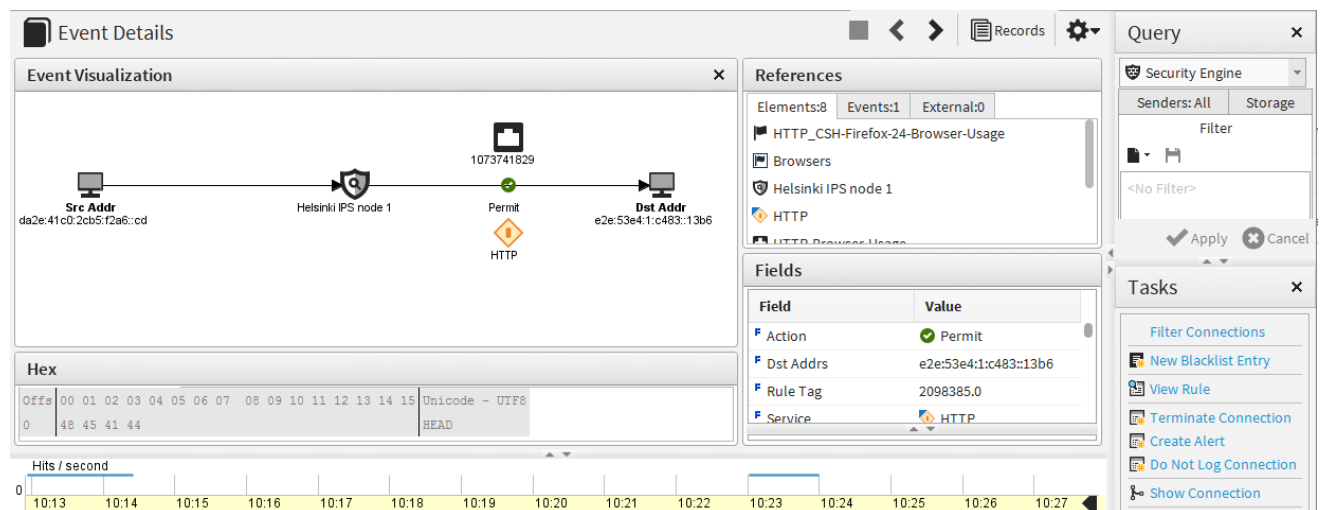 Event Details
Records
Event Visualization
1073741829
Src Addr
da2e:41c0:2cb5:f2a6::cd
Helsinki IPS node 1
Permit
HTTP
Dst Addr
e2e:53e4:1:c483::13b6
Hex
Offs 00 01 02 03 04 05 06 07 08 09 10 11 12 13 14 15 Unicode - UTF8
0 48 45 41 44 HEAD
References
Elements:8 Events:1 External:0
HTTP_CSH-Firefox-24-Browser-Usage
Browsers
Helsinki IPS node 1
HTTP
HTTP Browser Usage
Fields
Field Value
Action Permit
Dst Addrs e2e:53e4:1:c483::13b6
Rule Tag 2098385.0
Service HTTP
Hits / second
0
10:13 10:14 10:15 10:16 10:17 10:18 10:19 10:20 10:21 10:22 10:23 10:24 10:25 10:26 10:27
Query
Security Engine
Senders: All Storage
Filter
<No Filter>
Apply Cancel
Tasks
Filter Connections
New Blacklist Entry
View Rule
Terminate Connection
Create Alert
Do Not Log Connection
Show Connection